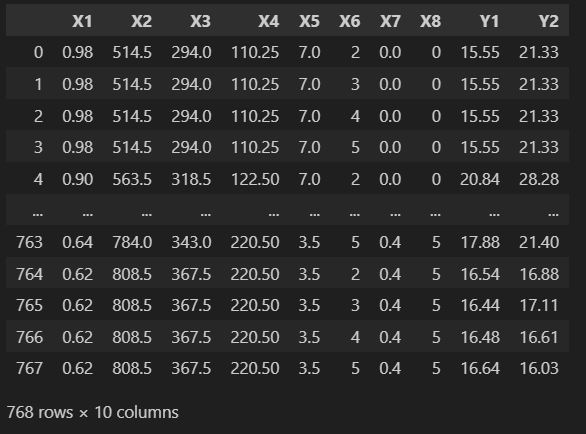 X1 X2 X3 X4 X5 X6 X7 X8 Y1 Y2
0 0.98 514.5 294.0 110.25 7.0 2 0.0 0 15.55 21.33
1 0.98 514.5 294.0 110.25 7.0 3 0.0 0 15.55 21.33
2 0.98 514.5 294.0 110.25 7.0 4 0.0 0 15.55 21.33
3 0.98 514.5 294.0 110.25 7.0 5 0.0 0 15.55 21.33
4 0.90 563.5 318.5 122.50 7.0 2 0.0 0 20.84 28.28
... ... ... ... ... ... ... ... ... ... ...
763 0.64 784.0 343.0 220.50 3.5 5 0.4 5 17.88 21.40
764 0.62 808.5 367.5 220.50 3.5 2 0.4 5 16.54 16.88
765 0.62 808.5 367.5 220.50 3.5 3 0.4 5 16.44 17.11
766 0.62 808.5 367.5 220.50 3.5 4 0.4 5 16.48 16.61
767 0.62 808.5 367.5 220.50 3.5 5 0.4 5 16.64 16.03
768 rows × 10 columns